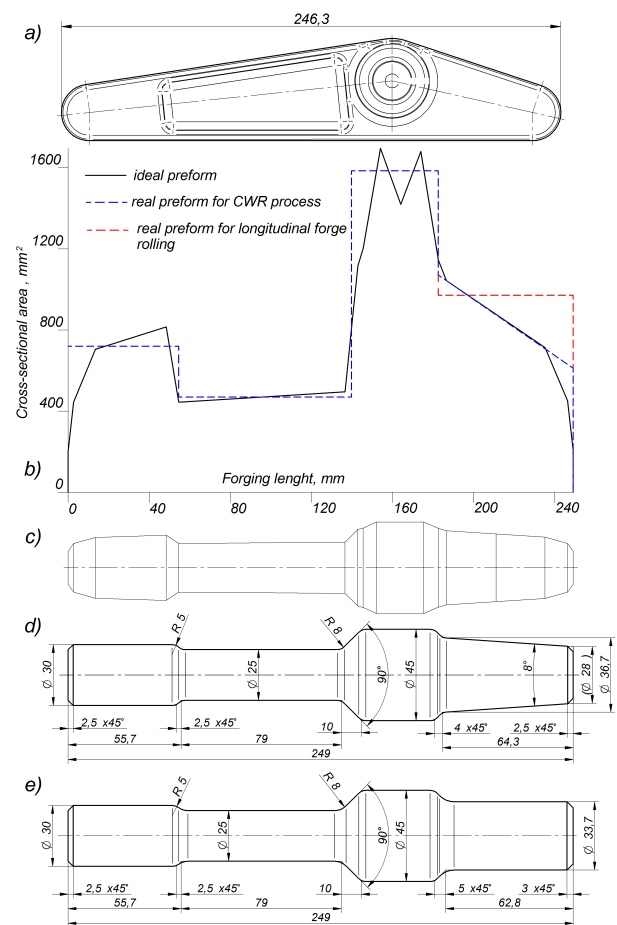 246,3
a)
1600
ideal preform
real preform for CWR process
real preform for longitudinal forge
rolling
1200
800
400
0
Cross-sectional area , mm²
b)
Forging lenght, mm
0 40 80 120 160 200 240
c)
d)
R 5
R 8
Ø 30
Ø 25
90°
Ø 45
8°
(Ø 28 )
Ø 36,7
2,5 x45°
2,5 x45°
10
4 x45°
2,5 x45°
55,7
79
64,3
249
e)
R 5
R 8
Ø 30
Ø 25
90°
Ø 45
Ø 33,7
2,5 x45°
2,5 x45°
10
5 x45°
3 x45°
55,7
79
62,8
249